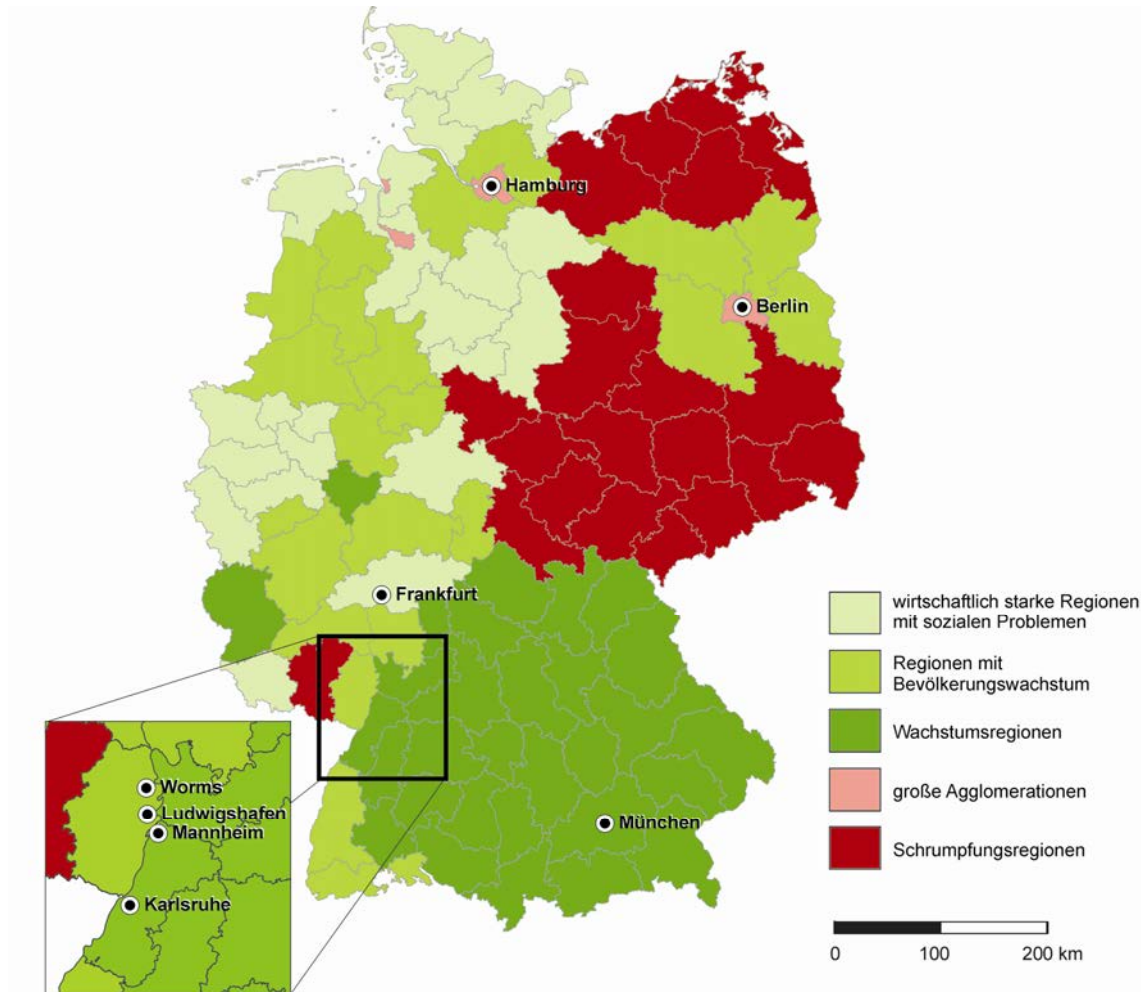 Hamburg
Berlin
Frankfurt
München
Worms
Ludwigshafen
Mannheim
Karlsruhe
wirtschaftlich starke Regionen
mit sozialen Problemen
Regionen mit
Bevölkerungswachstum
Wachstumsregionen
große Agglomerationen
Schrumpfungsregionen
0 100 200 km